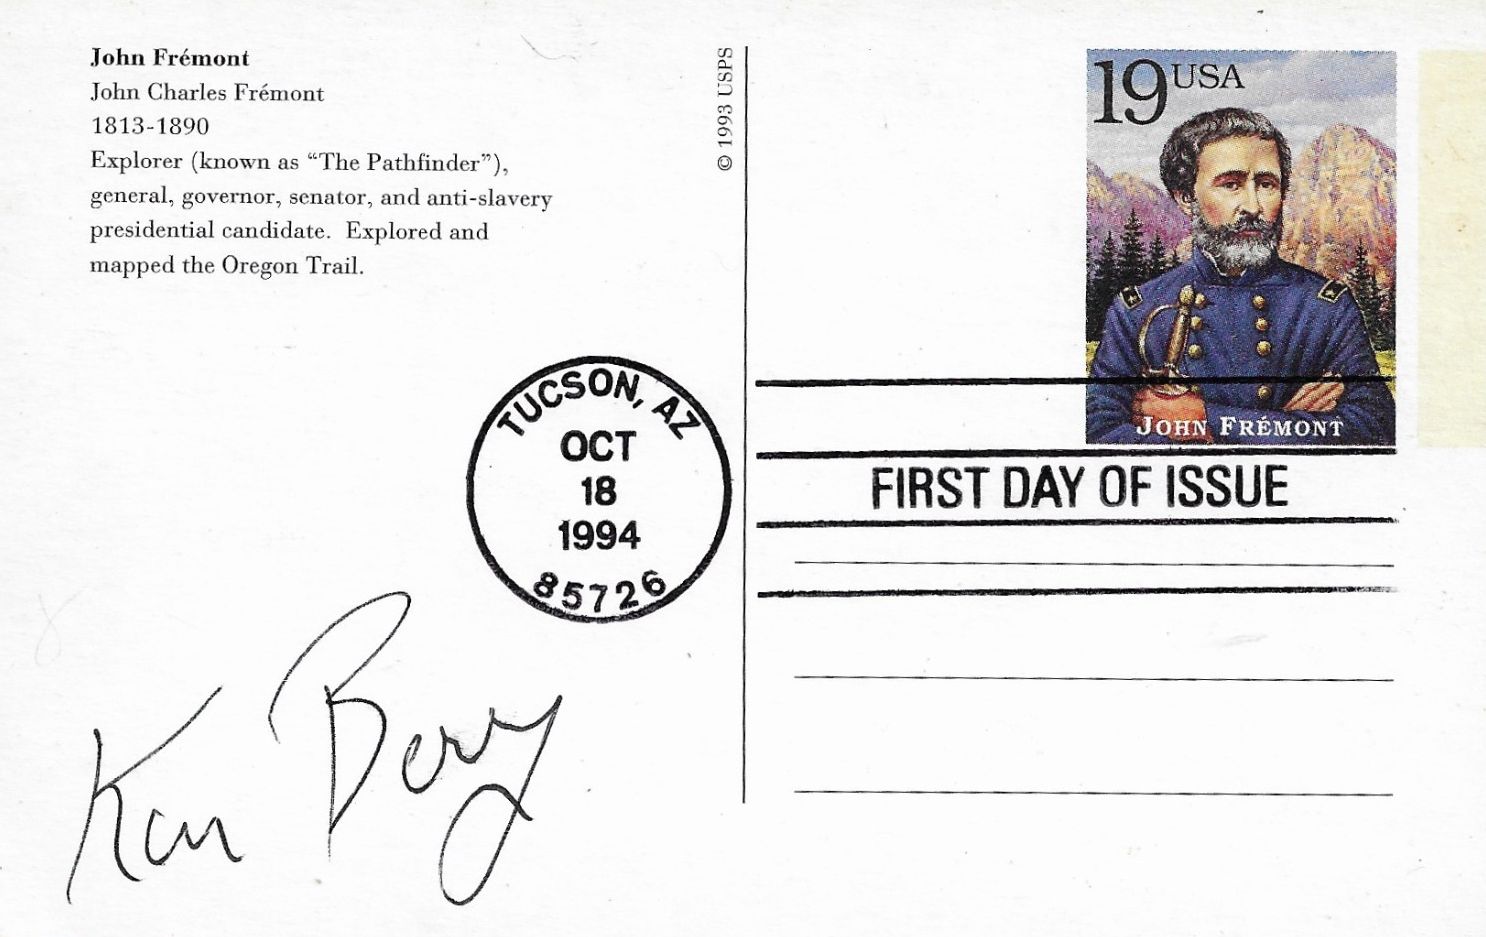 John Frémont
John Charles Frémont
1813-1890
Explorer (known as “The Pathfinder”),
general, governor, senator, and anti-slavery
presidential candidate. Explored and
mapped the Oregon Trail.
© 1993 USPS
19 USA
JOHN FRÉMONT
TUCSON, AZ
OCT
18
1994
85726
FIRST DAY OF ISSUE
Ken Berry